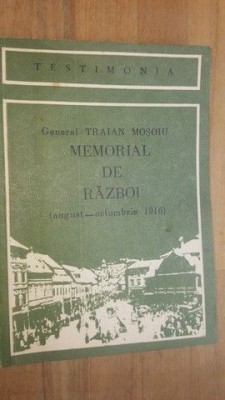 TESTIMONIA
General TRAIAN MOȘOIU
MEMORIAL
DE
RĂZBOI
(august—octombrie 1916)